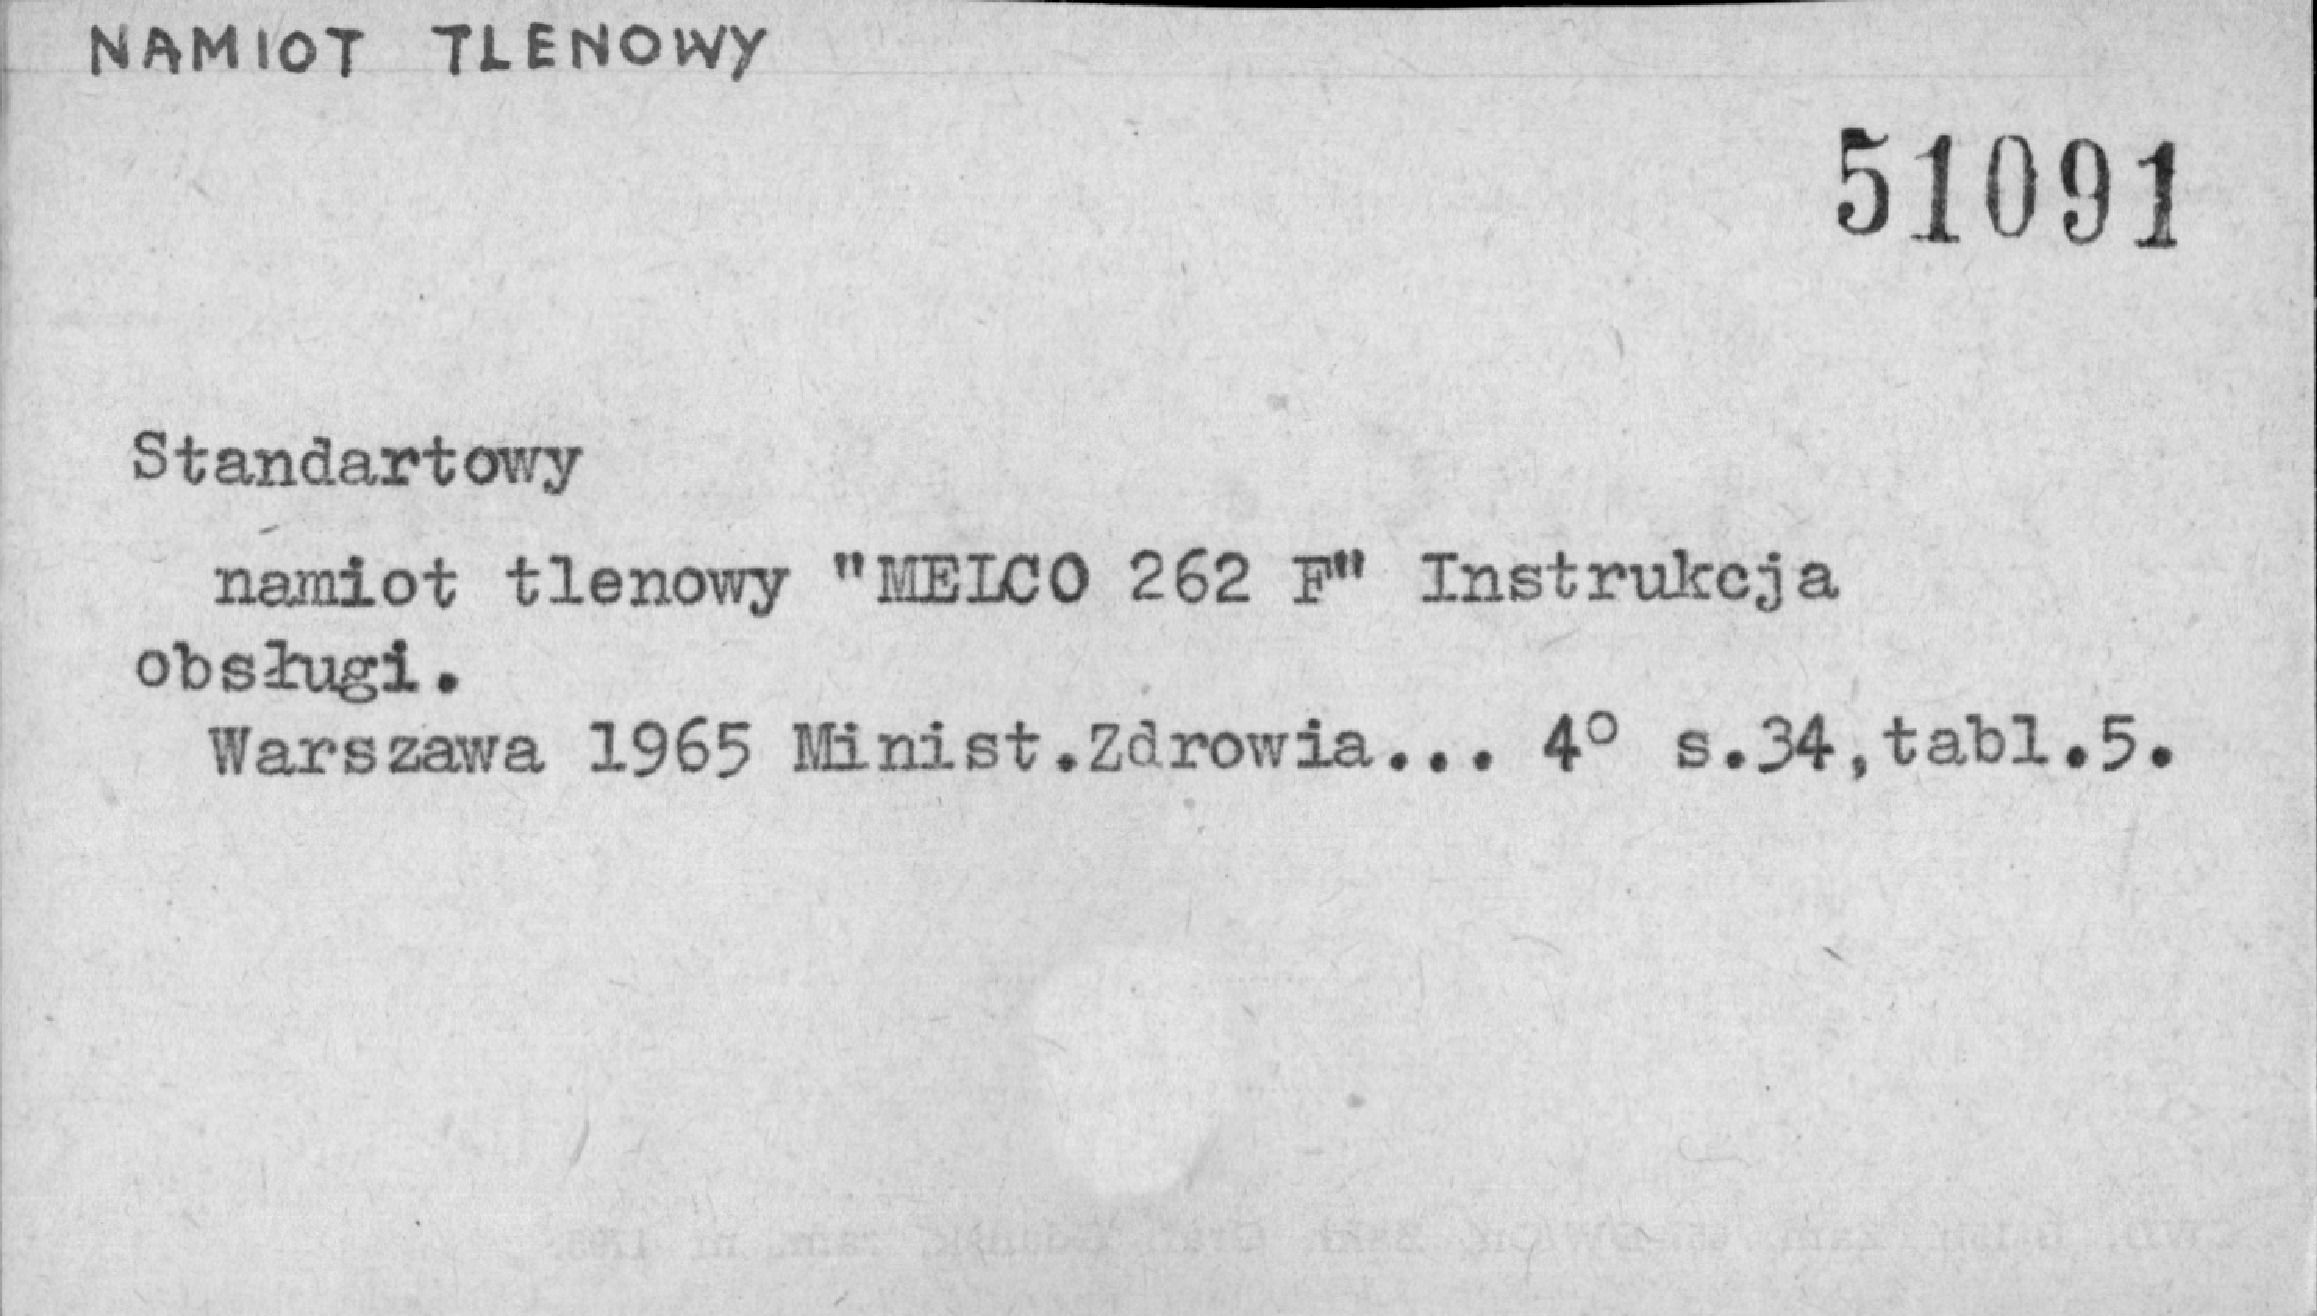 NAMIOT TLENOWY
51091
Standartowy
namiot tlenowy "MELCO 262 F" Instrukcja
obsługi.
Warszawa 1965 Minist.Zdrowia... 4° s.34,tabl.5.